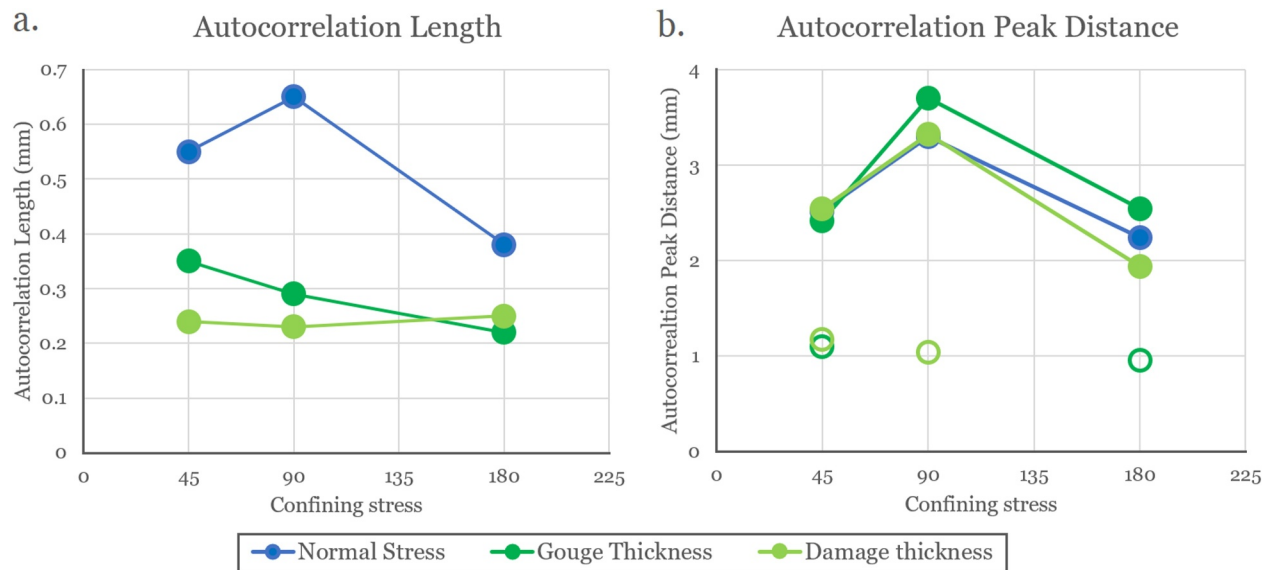 a.
Autocorrelation Length
Autocorrelation Length (mm)
0.7
0.6
0.5
0.4
0.3
0.2
0.1
0
0 45 90 135 180 225
Confining stress
b.
Autocorrelation Peak Distance
Autocorrealtion Peak Distance (mm)
4
3
2
1
0
0 45 90 135 180 225
Confining stress
Normal Stress Gouge Thickness Damage thickness